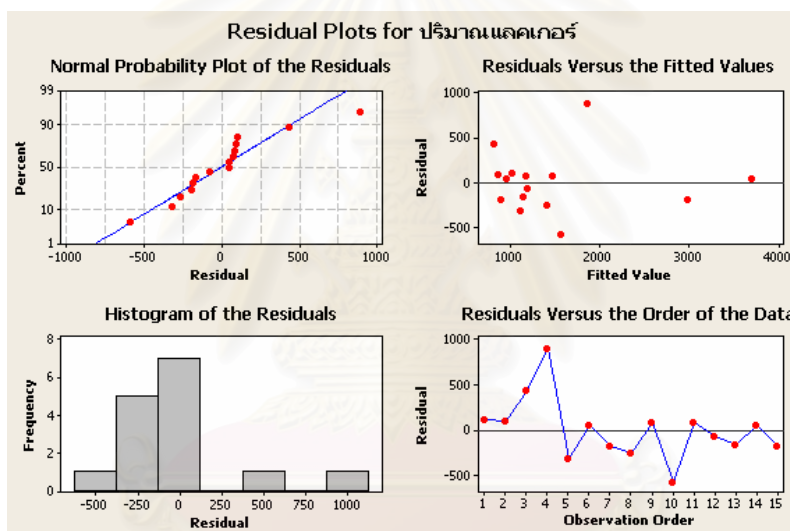 Residual Plots for ปริมาณแลคเกอร์
Normal Probability Plot of the Residuals
99
90
50
10
1
Percent
-1000 -500 0 500 1000
Residual
Residuals Versus the Fitted Values
1000
500
0
-500
Residual
1000 2000 3000 4000
Fitted Value
Histogram of the Residuals
8
6
4
2
0
Frequency
-500 -250 0 250 500 750 1000
Residual
Residuals Versus the Order of the Data
1000
500
0
-500
Residual
1 2 3 4 5 6 7 8 9 10 11 12 13 14 15
Observation Order